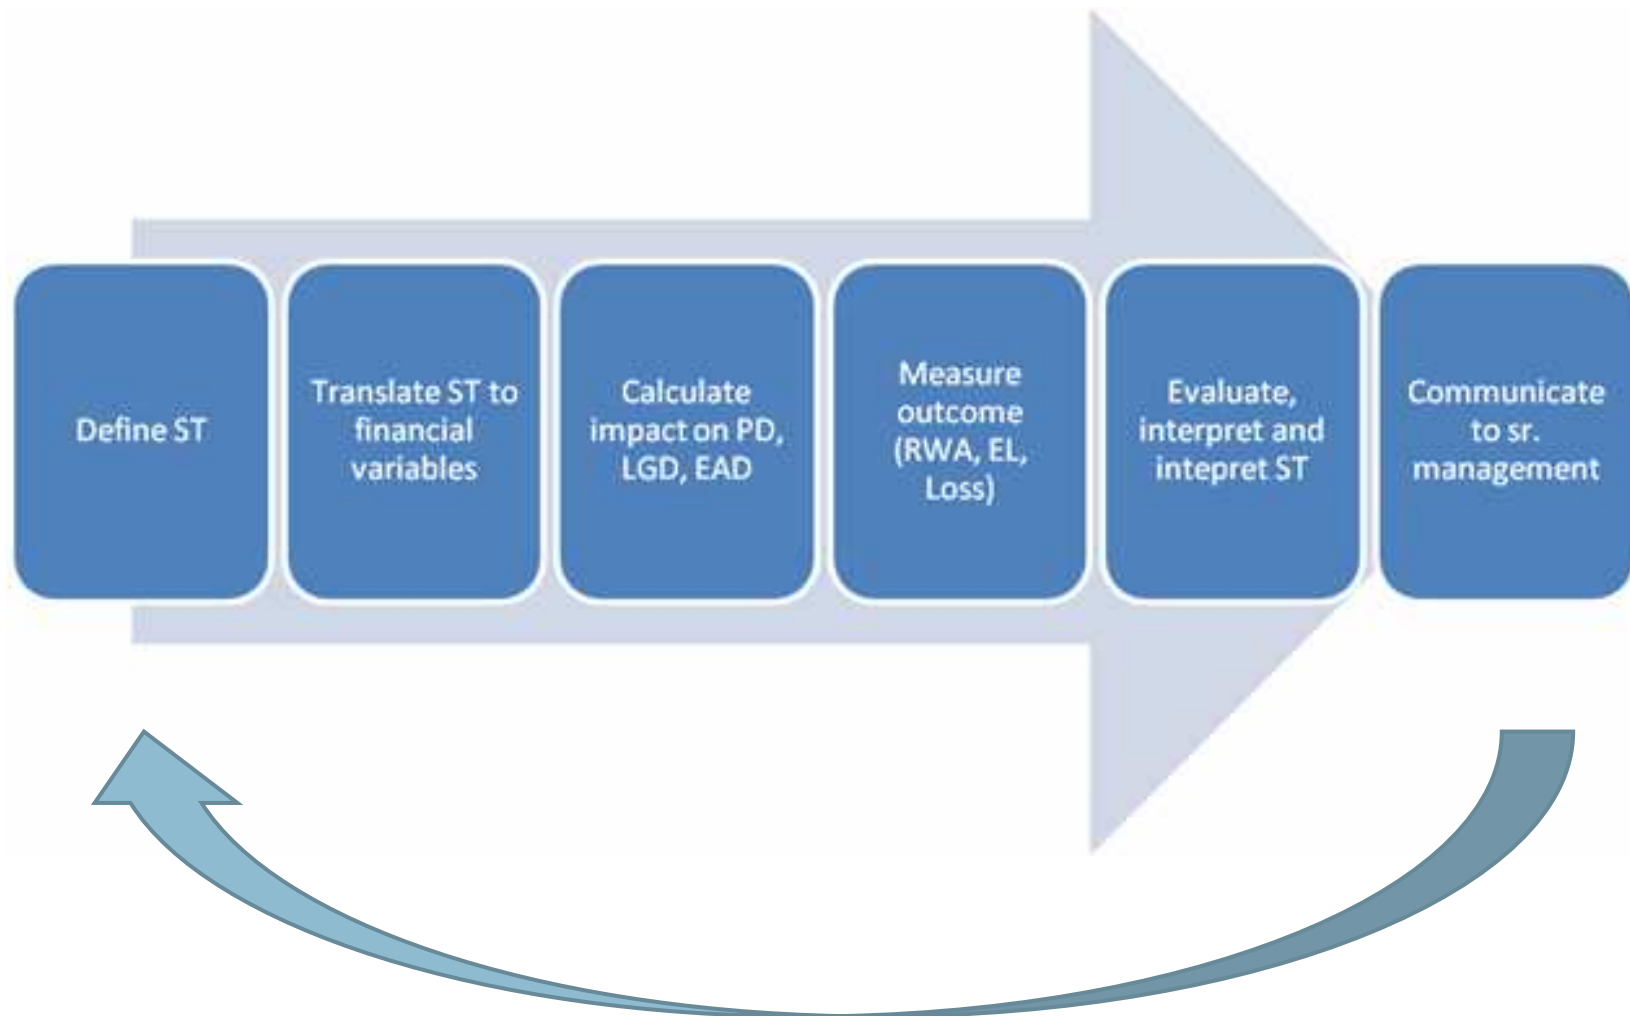 Define ST
Translate ST to
financial
variables
Calculate
impact on PD,
LGD, EAD
Measure
outcome
(RWA, EL,
Loss)
Evaluate,
interpret and
intepret ST
Communicate
to sr.
management